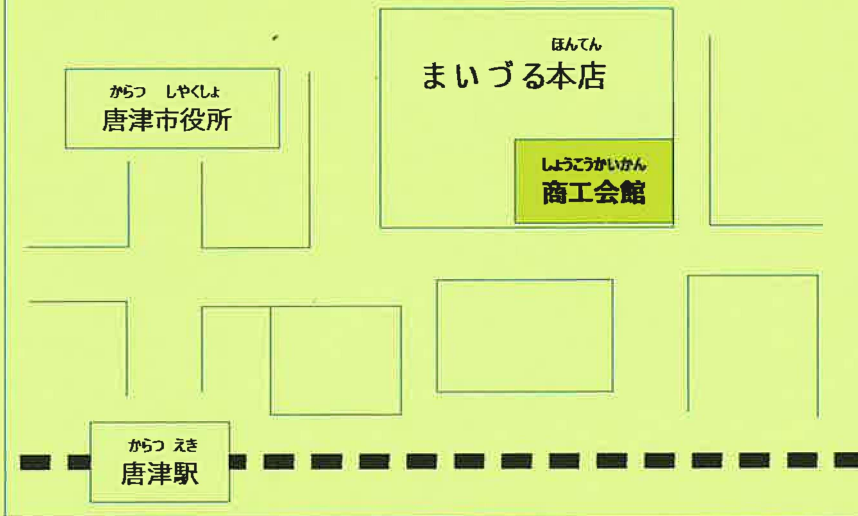 ほんてん
まいづる本店
からつ しやくしょ
唐津市役所
しょうこうかいかん
商工会館
からつ えき
唐津駅